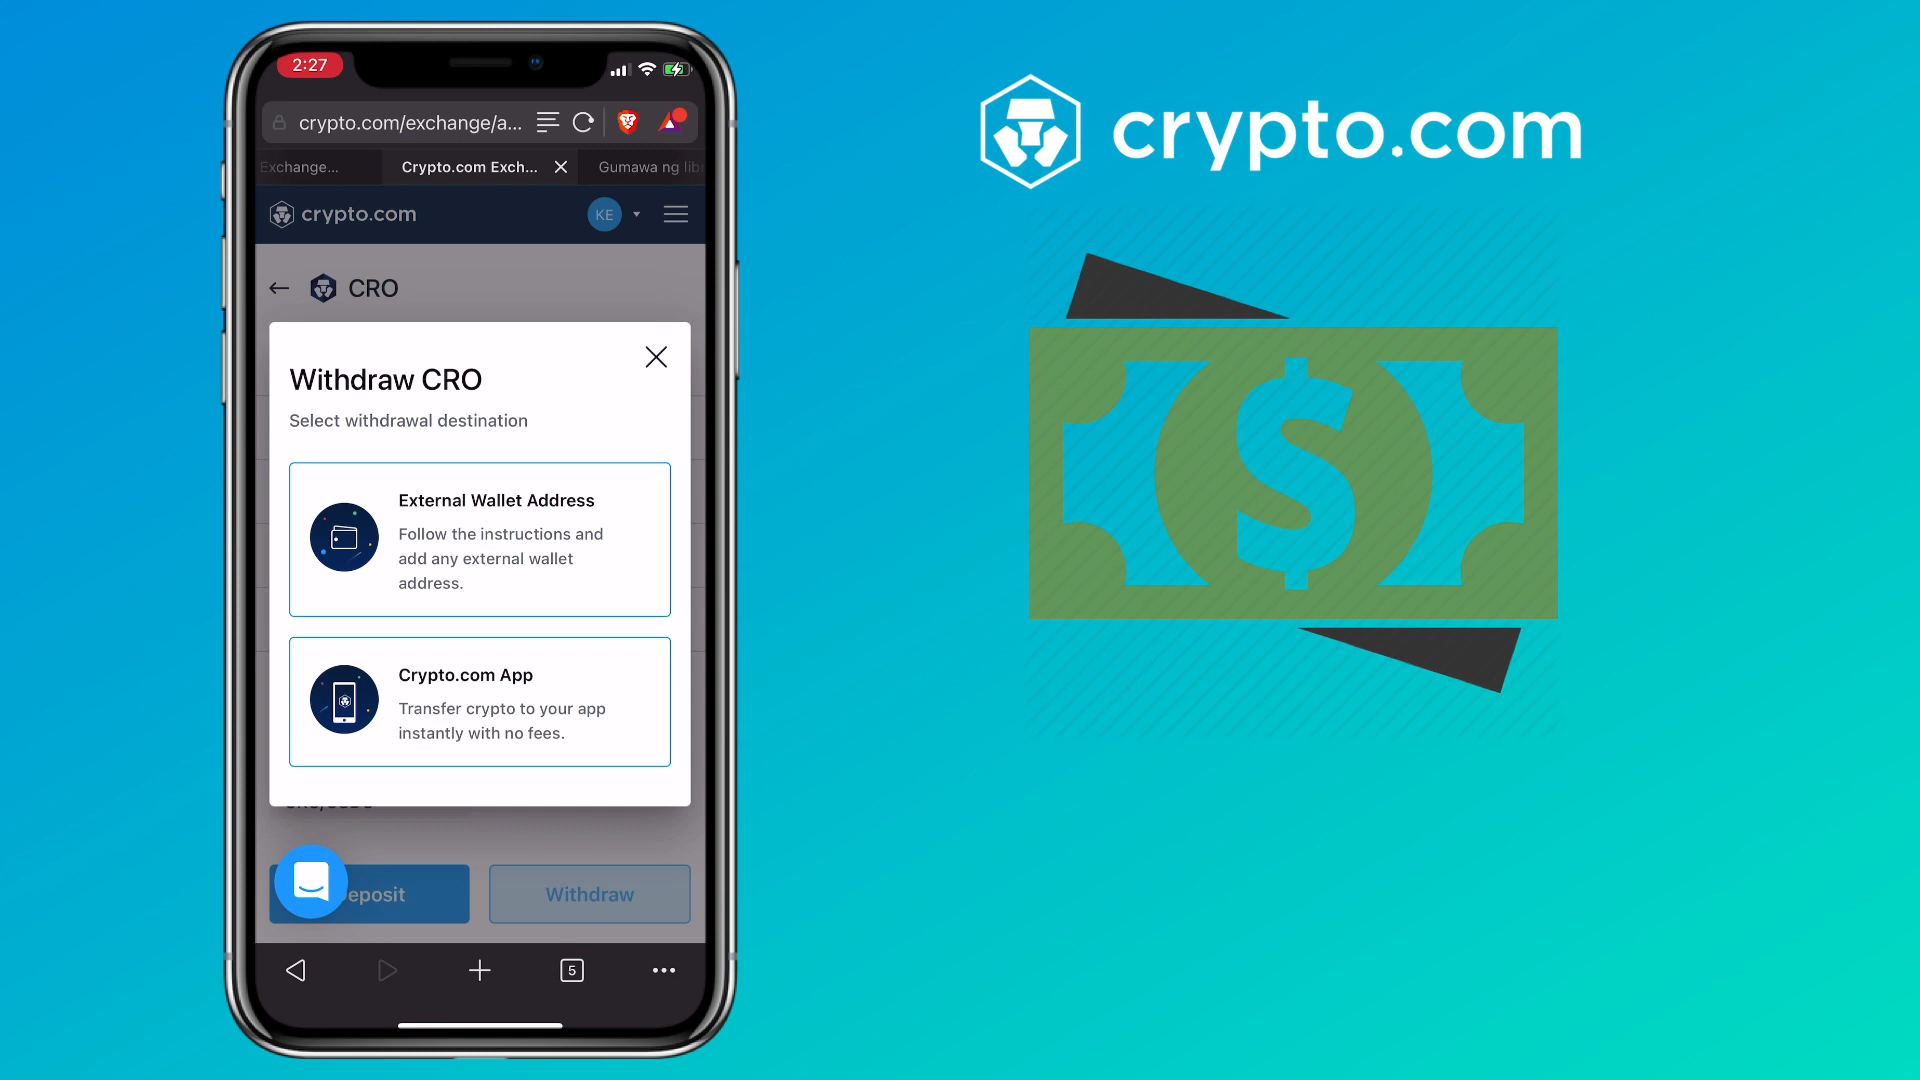 2:27
crypto.com/exchange/a...
Exchange...
Crypto.com Exch...
Gumawa ng lib
crypto.com
KE
CRO
Withdraw CRO
Select withdrawal destination
External Wallet Address
Follow the instructions and
add any external wallet
address.
Crypto.com App
Transfer crypto to your app
instantly with no fees.
eposit
Withdraw
5
crypto.com
$